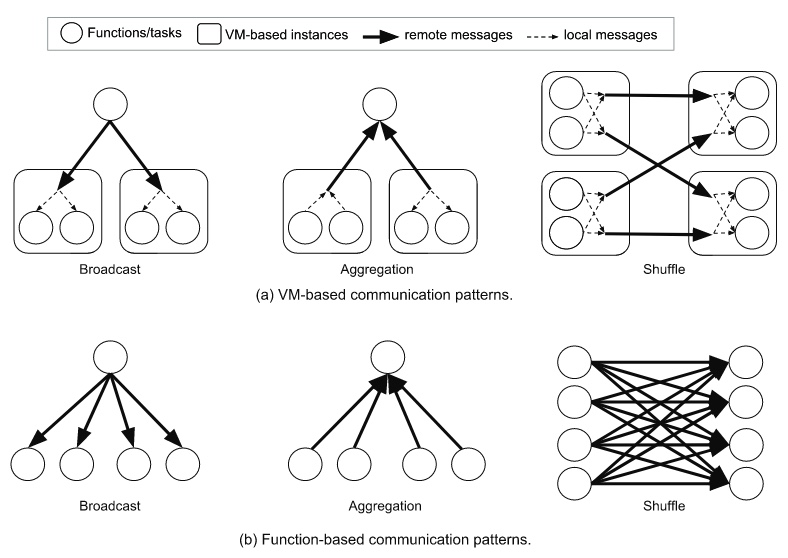 Functions/tasks VM-based instances remote messages local messages
Broadcast Aggregation Shuffle
(a) VM-based communication patterns.
Broadcast Aggregation Shuffle
(b) Function-based communication patterns.